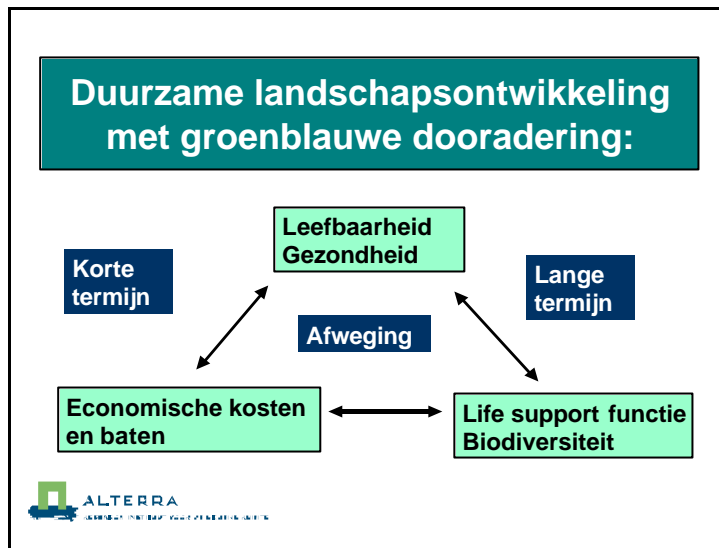 Duurzame landschapsontwikkeling
met groenblauwe dooradering:
Leefbaarheid
Gezondheid
Korte
termijn
Lange
termijn
Afweging
Economische kosten
en baten
Life support functie
Biodiversiteit
ALTERRA